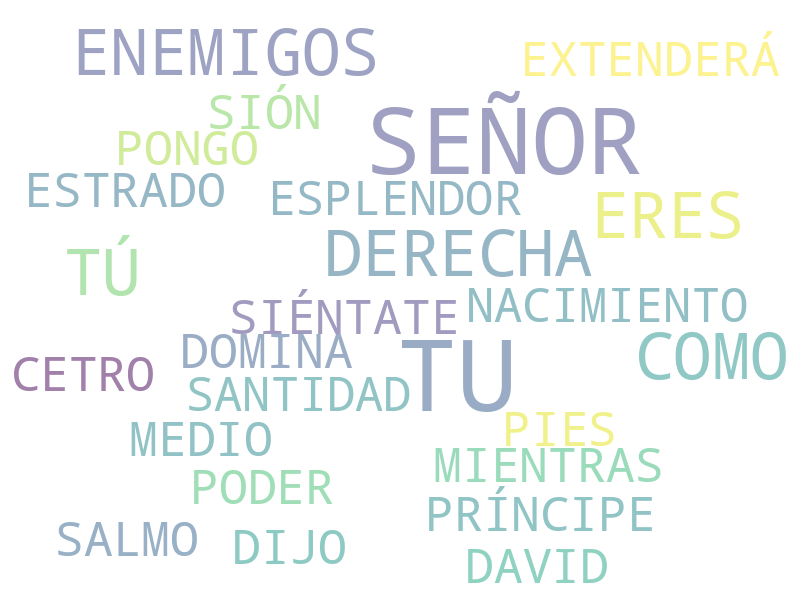 ENEMIGOS
EXTENDERÁ
SIÓN
SEÑOR
PONGO
ESTRADO
ESPLENDOR
ERES
DERECHA
TÚ
NACIMIENTO
SIÉNTATE
DOMINA
TU
COMO
CETRO
SANTIDAD
PIES
MEDIO
MIENTRAS
PODER
PRÍNCIPE
SALMO
DIJO
DAVID